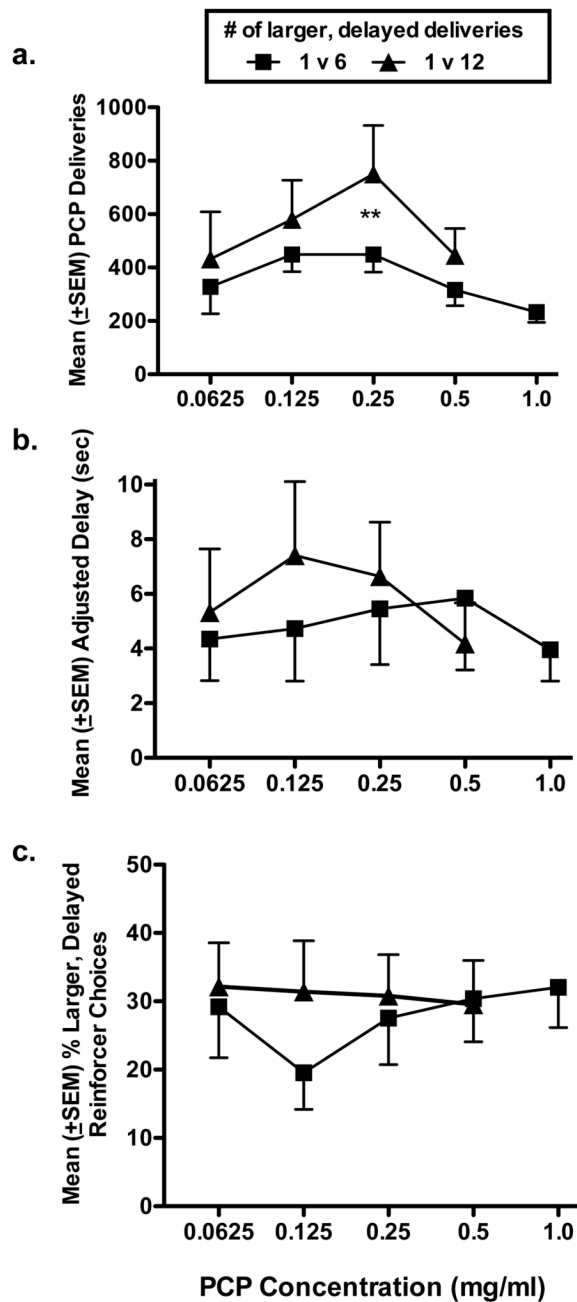 # of larger, delayed deliveries
1 v 6 1 v 12
a.
Mean (±SEM) PCP Deliveries
1000
800
600
400
200
0
**
0.0625 0.125 0.25 0.5 1.0
b.
Mean (±SEM) Adjusted Delay (sec)
10
8
6
4
2
0
0.0625 0.125 0.25 0.5 1.0
c.
Mean (±SEM) % Larger, Delayed
Reinforcer Choices
50
40
30
20
10
0
0.0625 0.125 0.25 0.5 1.0
PCP Concentration (mg/ml)